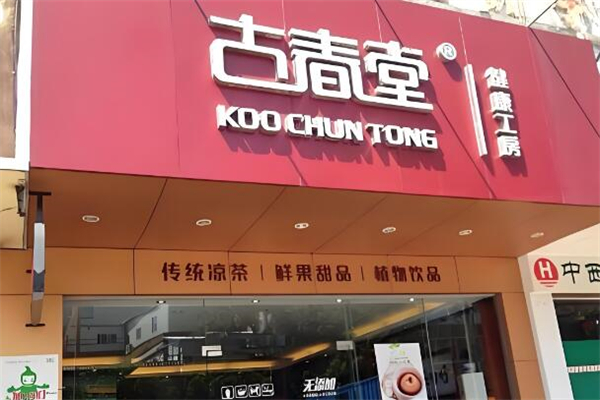 古春堂®
KOO CHUN TONG
健康工房
传统凉茶 | 鲜果甜品 | 植物饮品
H 中西
无添加